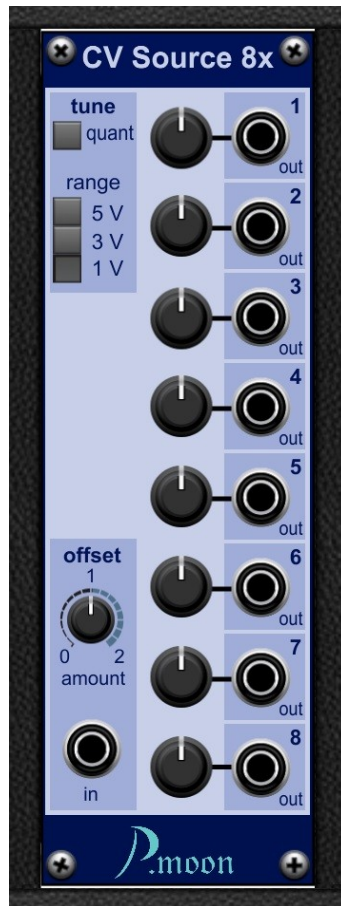 CV Source 8x
tune
quant
range
5 V
3 V
1 V
1
out
2
out
3
out
4
out
5
out
6
out
7
out
8
out
offset
1
0 2
amount
in
P.moon